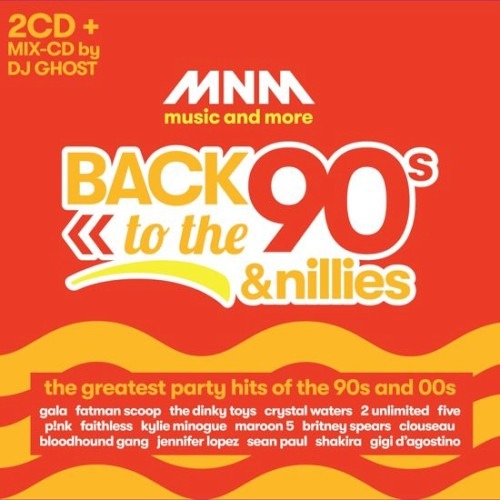 2CD +
MIX-CD by
DJ GHOST
MNM
music and more
BACK 90s
to the
& nillies
the greatest party hits of the 90s and 00s
gala fatman scoop the dinky toys crystal waters 2 unlimited five
p!nk faithless kylie minogue maroon 5 britney spears clouseau
bloodhound gang jennifer lopez sean paul shakira gigi d'agostino